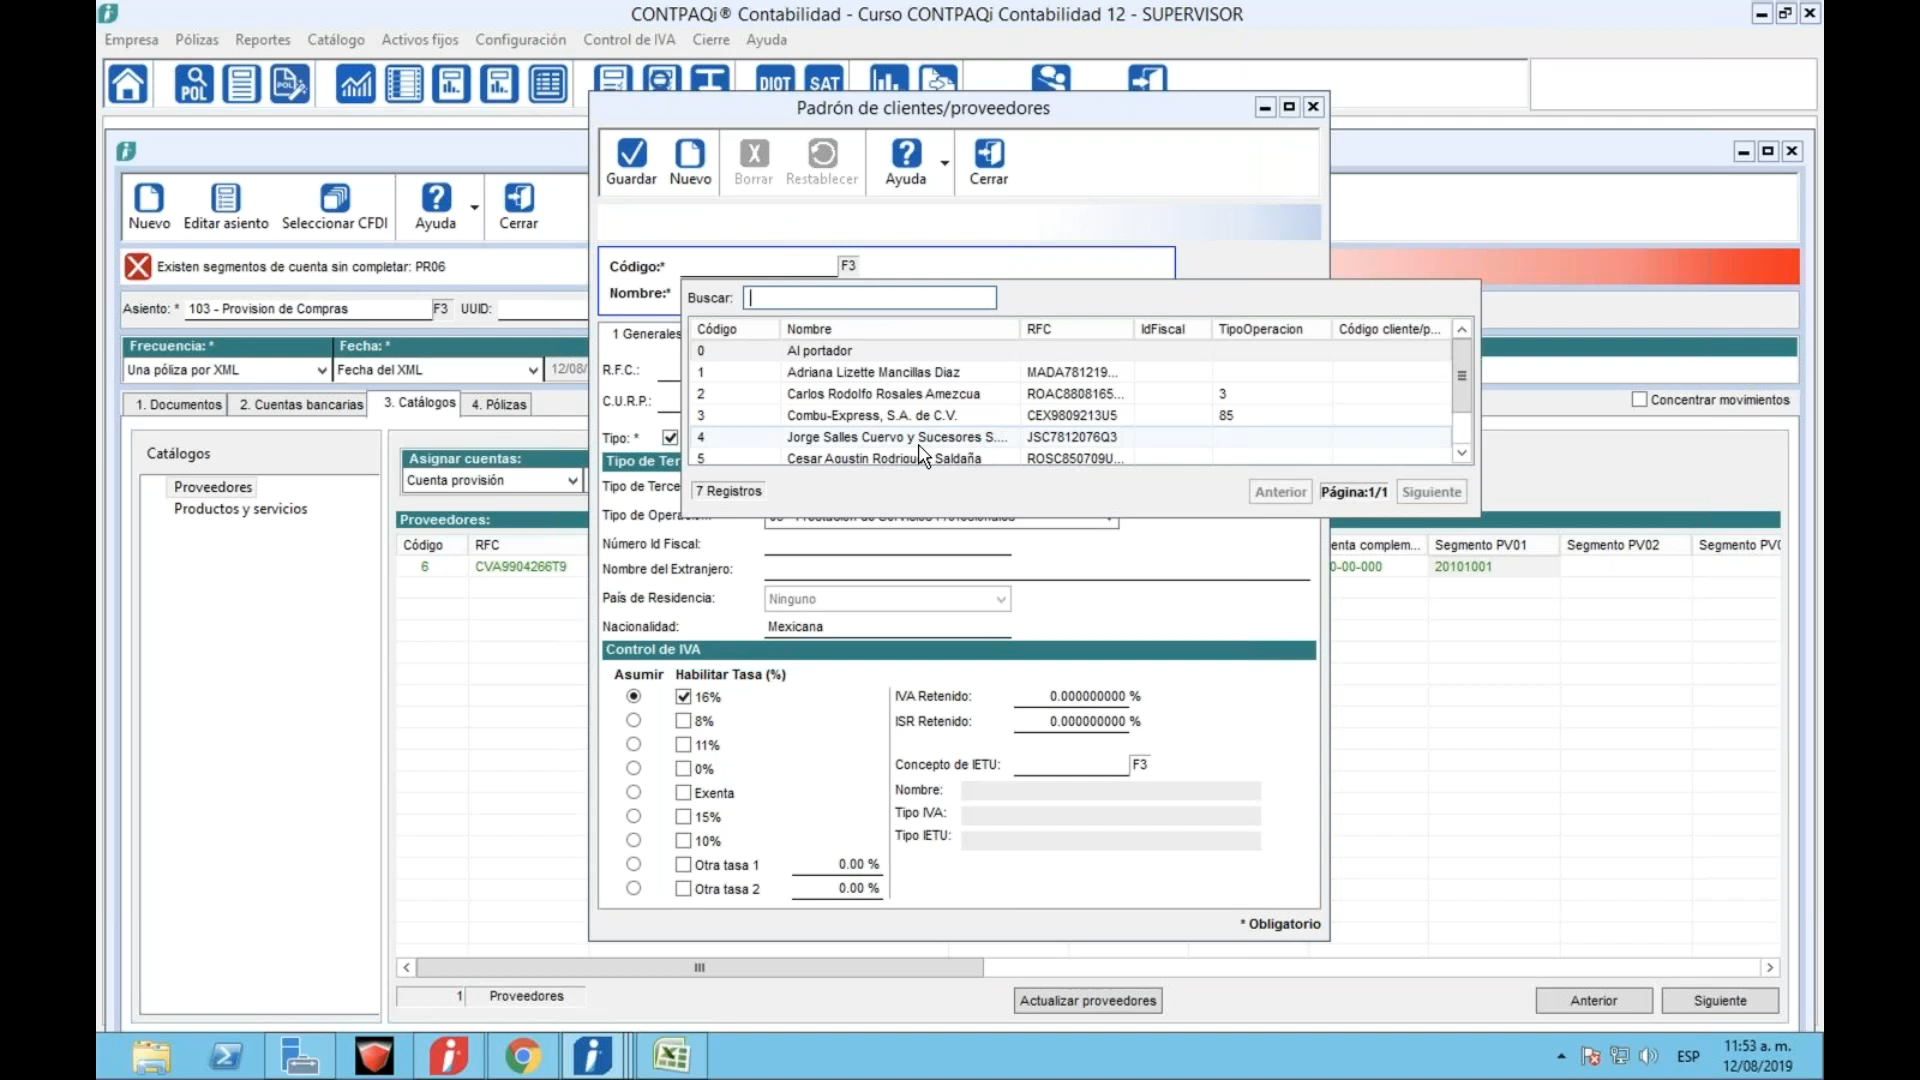 CONTPAQi® Contabilidad - Curso CONTPAQi Contabilidad 12 - SUPERVISOR
Empresa Pólizas Reportes Catálogo Activos fijos Configuración Control de IVA Cierre Ayuda
POL POL DIOT SAT
Padrón de clientes/proveedores
Guardar Nuevo Borrar Restablecer Ayuda Cerrar
Nuevo Editar asiento Seleccionar CFDI Ayuda Cerrar
Existen segmentos de cuenta sin completar: PR06
Asiento: * 103 - Provision de Compras F3 UUID:
Frecuencia: * Fecha: *
Una póliza por XML Fecha del XML 12/08/
1. Documentos 2. Cuentas bancarias 3. Catálogos 4. Pólizas
Concentrar movimientos
Catálogos
Proveedores
Productos y servicios
Asignar cuentas:
Cuenta provisión
Proveedores:
Código RFC
6 CVA9904266T9
Código:* F3
Nombre:*
1 Generales
R.F.C.:
C.U.R.P.:
Tipo: *
Tipo de Ter
Tipo de Terce
Tipo de Operac
Buscar:
Código Nombre RFC IdFiscal TipoOperacion Código cliente/p...
0 Al portador
1 Adriana Lizette Mancillas Diaz MADA781219...
2 Carlos Rodolfo Rosales Amezcua ROAC8808165... 3
3 Combu-Express, S.A. de C.V. CEX9809213U5 85
4 Jorge Salles Cuervo y Sucesores S.... JSC7812076Q3
5 Cesar Agustin Rodriguez Saldaña ROSC850709U...
7 Registros Anterior Página:1/1 Siguiente
Número Id Fiscal:
Nombre del Extranjero:
País de Residencia: Ninguno
Nacionalidad: Mexicana
Control de IVA
Asumir Habilitar Tasa (%)
16%
8%
11%
0%
Exenta
15%
10%
Otra tasa 1 0.00 %
Otra tasa 2 0.00 %
IVA Retenido: 0.000000000 %
ISR Retenido: 0.000000000 %
Concepto de IETU: F3
Nombre:
Tipo IVA:
Tipo IETU:
* Obligatorio
enta complem... Segmento PV01 Segmento PV02 Segmento PV0
0-00-000 20101001
1 Proveedores
Actualizar proveedores
Anterior Siguiente
ESP
11:53 a. m.
12/08/2019